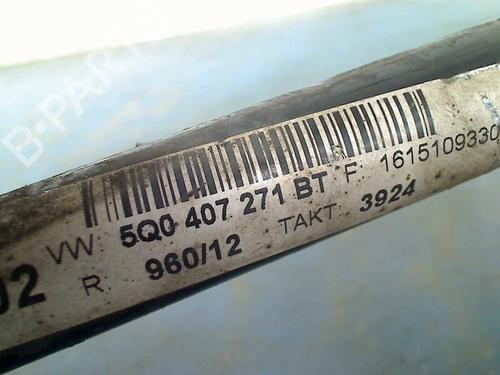 B-PARTS
VW: 5Q0 407 271 BT F: 1615109330
02 R: 960/12 TAKT: 3924